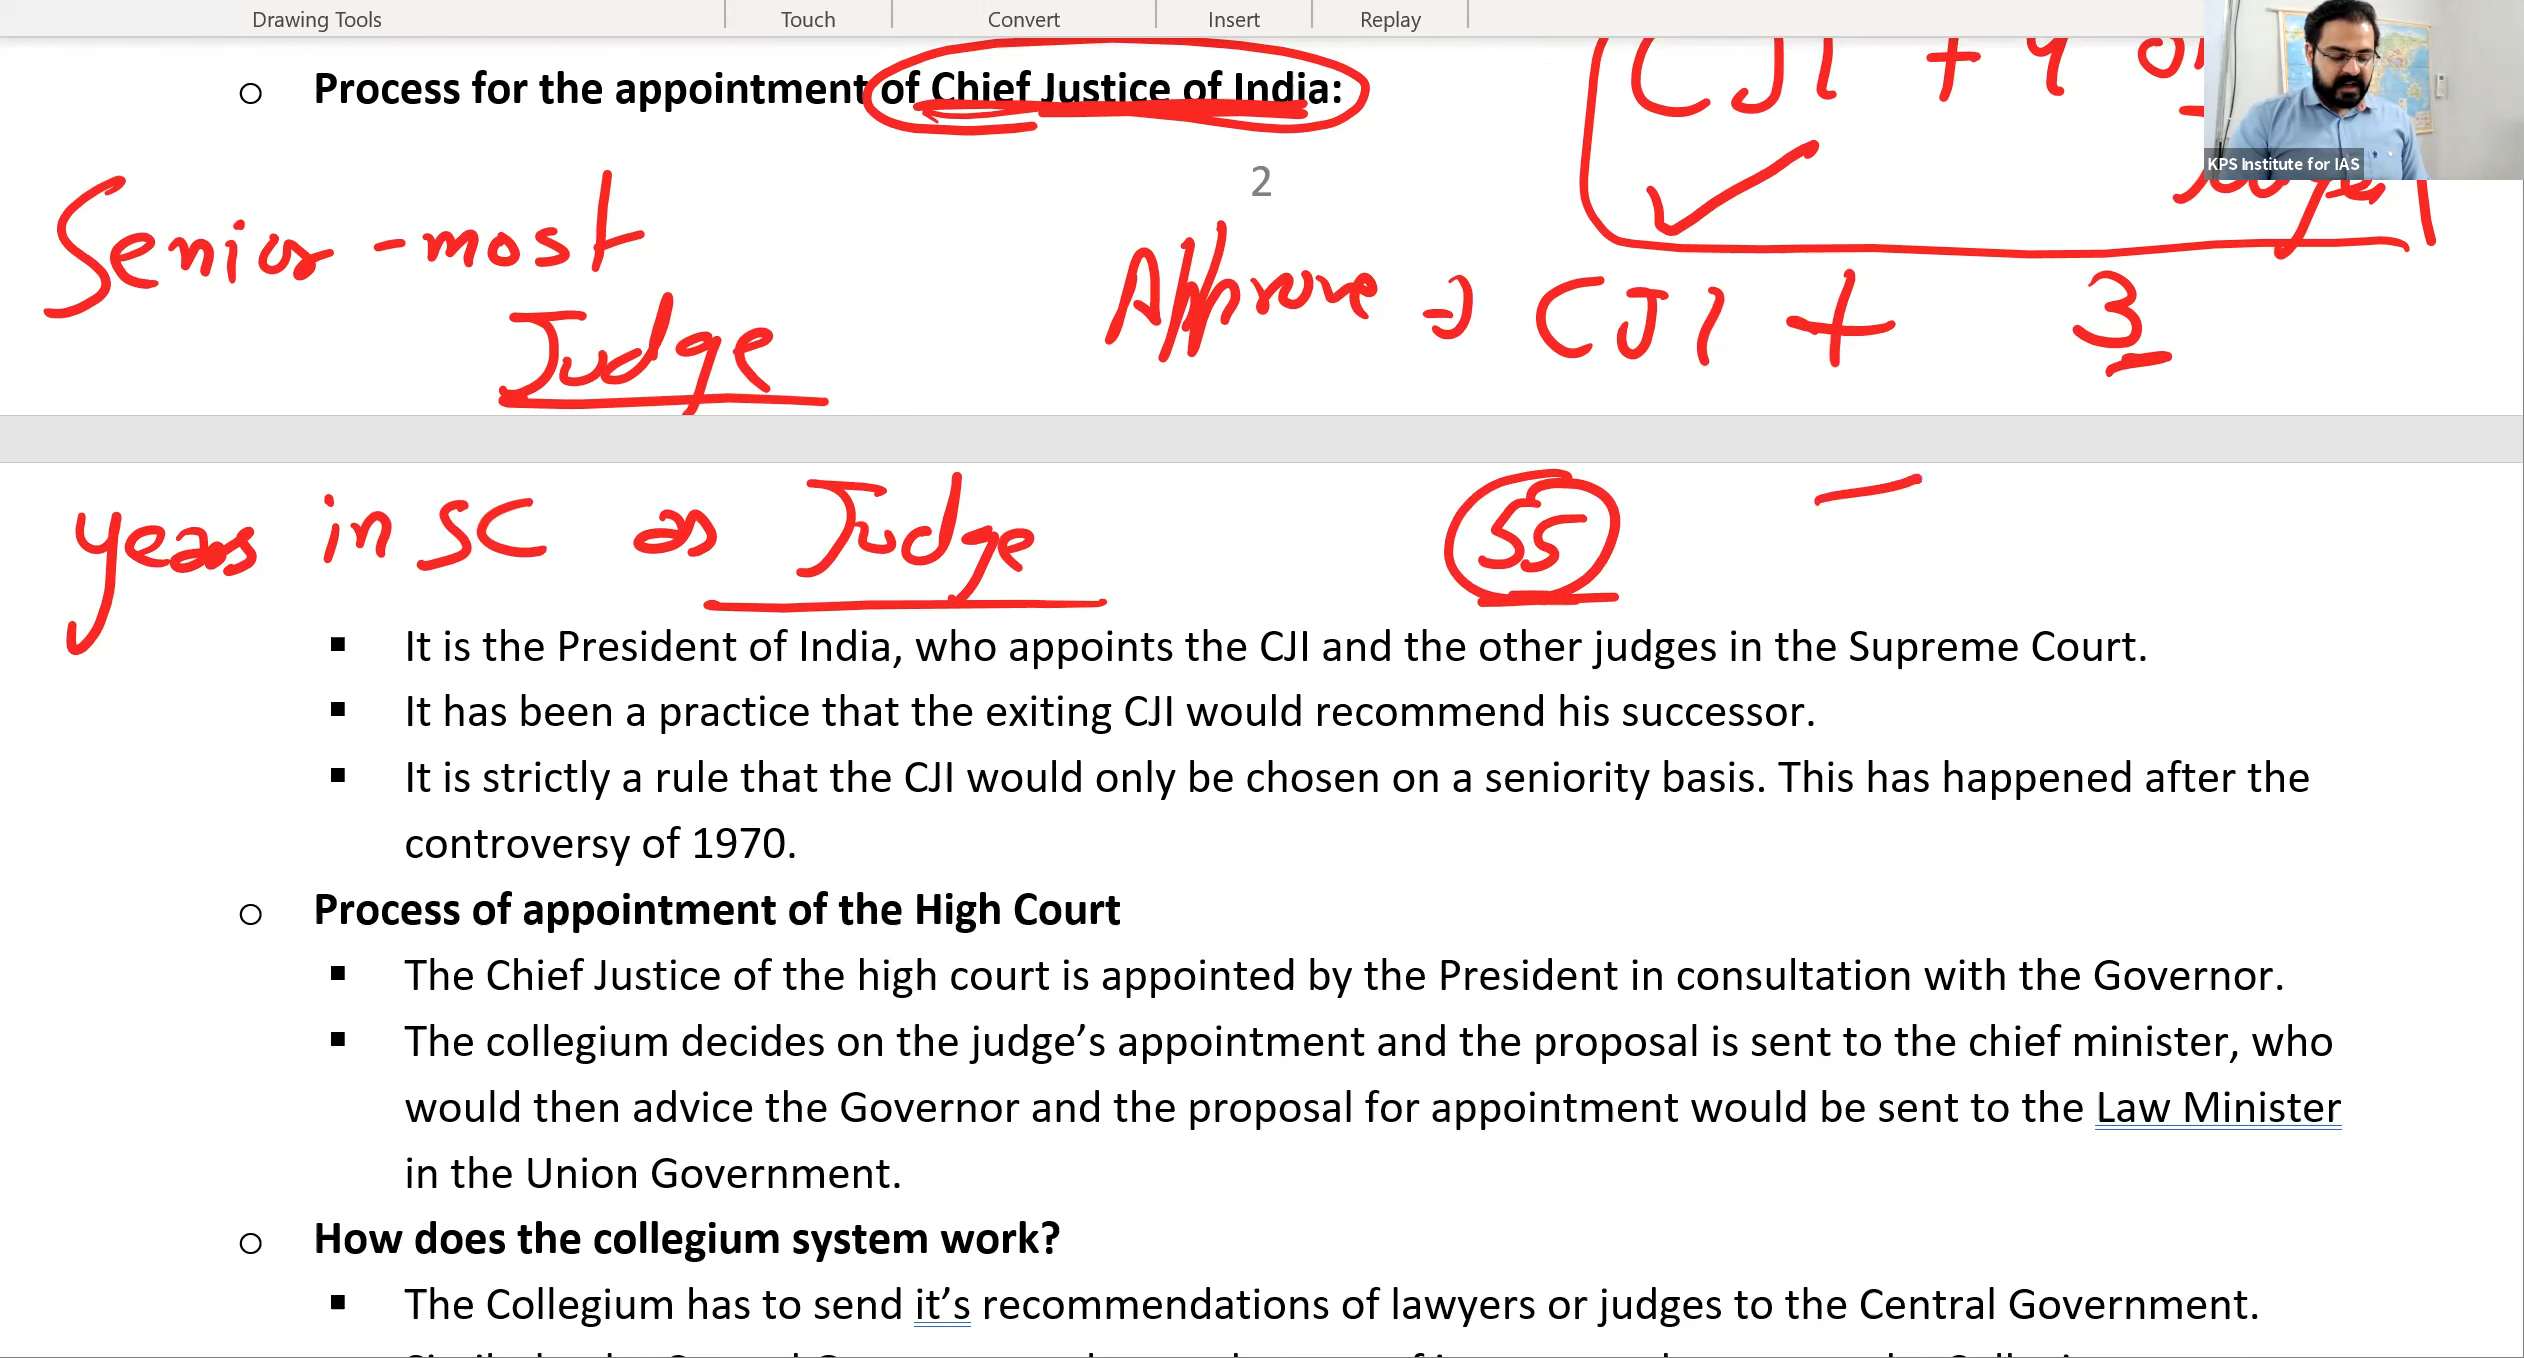 Drawing Tools Touch Convert Insert Replay
Process for the appointment of Chief Justice of India:
CJI + 4
KPS Institute for IAS
2
Senior-most
Judge
Approve => CJI + 3
years in SC as Judge 55 –
It is the President of India, who appoints the CJI and the other judges in the Supreme Court.
It has been a practice that the exiting CJI would recommend his successor.
It is strictly a rule that the CJI would only be chosen on a seniority basis. This has happened after the
controversy of 1970.
Process of appointment of the High Court
The Chief Justice of the high court is appointed by the President in consultation with the Governor.
The collegium decides on the judge’s appointment and the proposal is sent to the chief minister, who
would then advice the Governor and the proposal for appointment would be sent to the Law Minister
in the Union Government.
How does the collegium system work?
The Collegium has to send it’s recommendations of lawyers or judges to the Central Government.